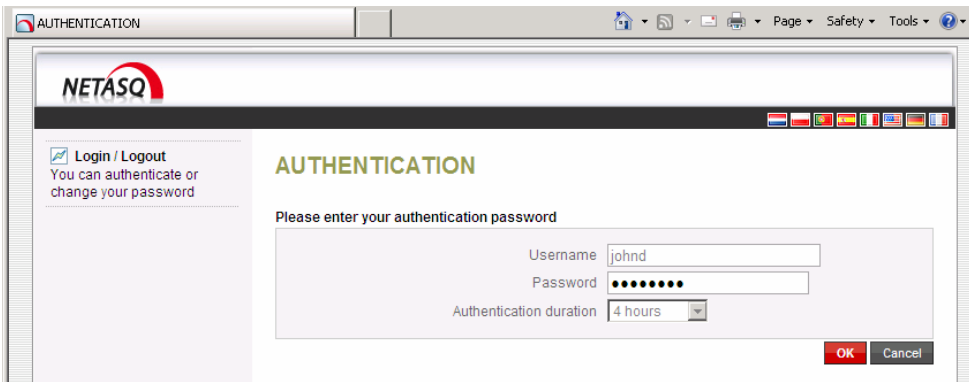 AUTHENTICATION
Page Safety Tools
NETASQ
Login / Logout
You can authenticate or
change your password
AUTHENTICATION
Please enter your authentication password
Username johnd
Password ●●●●●●●●
Authentication duration 4 hours
OK Cancel